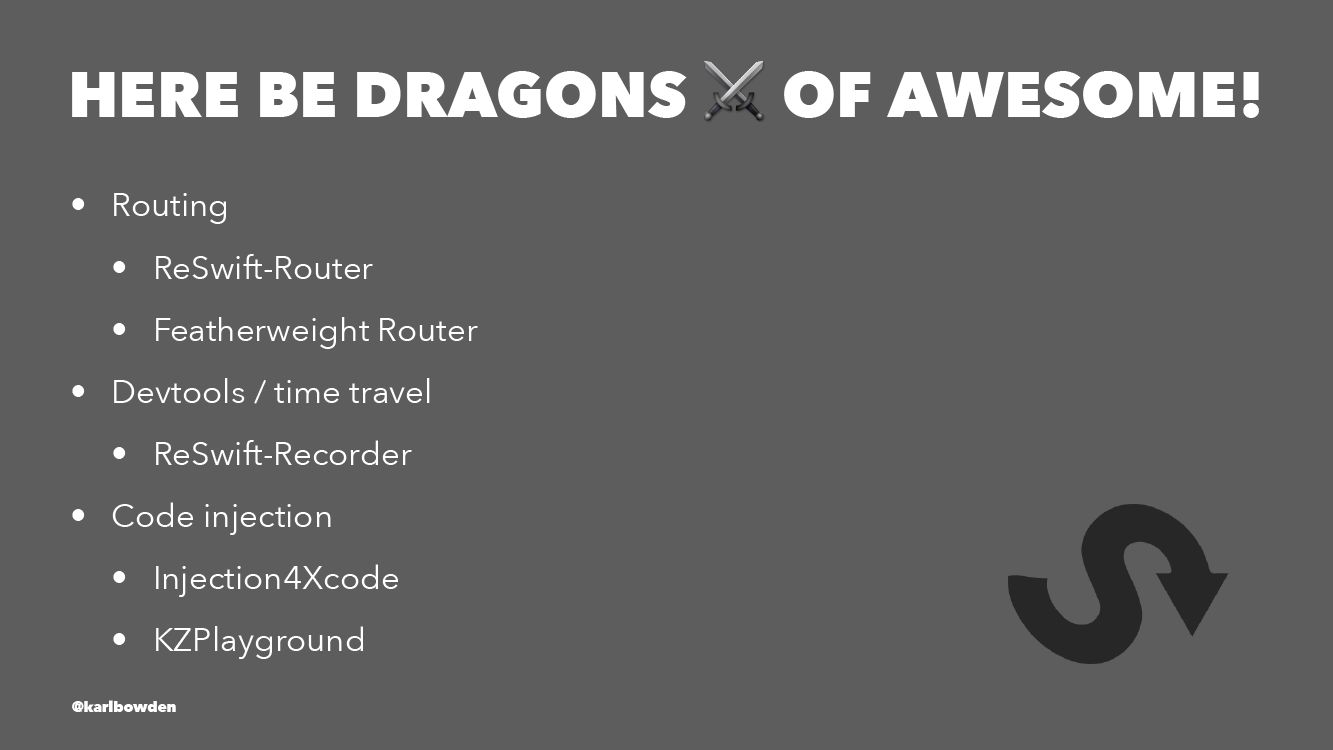 HERE BE DRAGONS ⚔ OF AWESOME!
• Routing
• ReSwift-Router
• Featherweight Router
• Devtools / time travel
• ReSwift-Recorder
• Code injection
• Injection4Xcode
• KZPlayground
@karlbowden